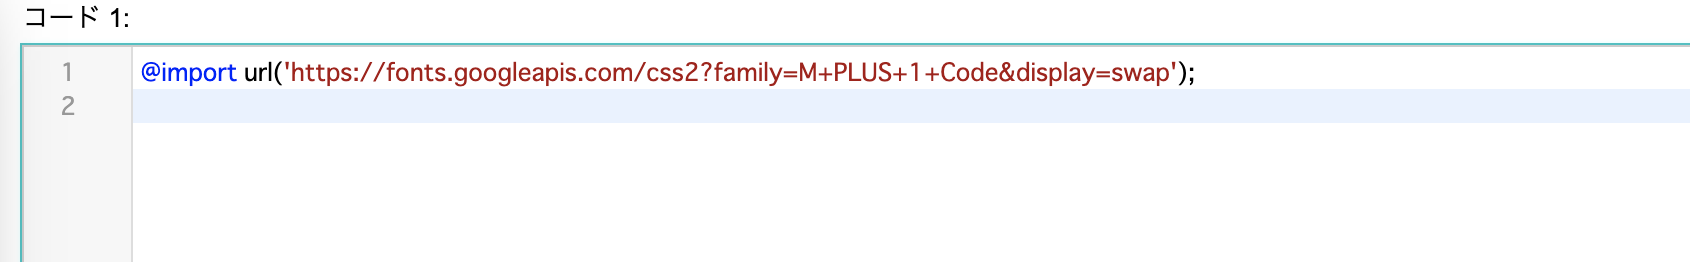 コード 1:
1 @import url('https://fonts.googleapis.com/css2?family=M+PLUS+1+Code&display=swap');
2